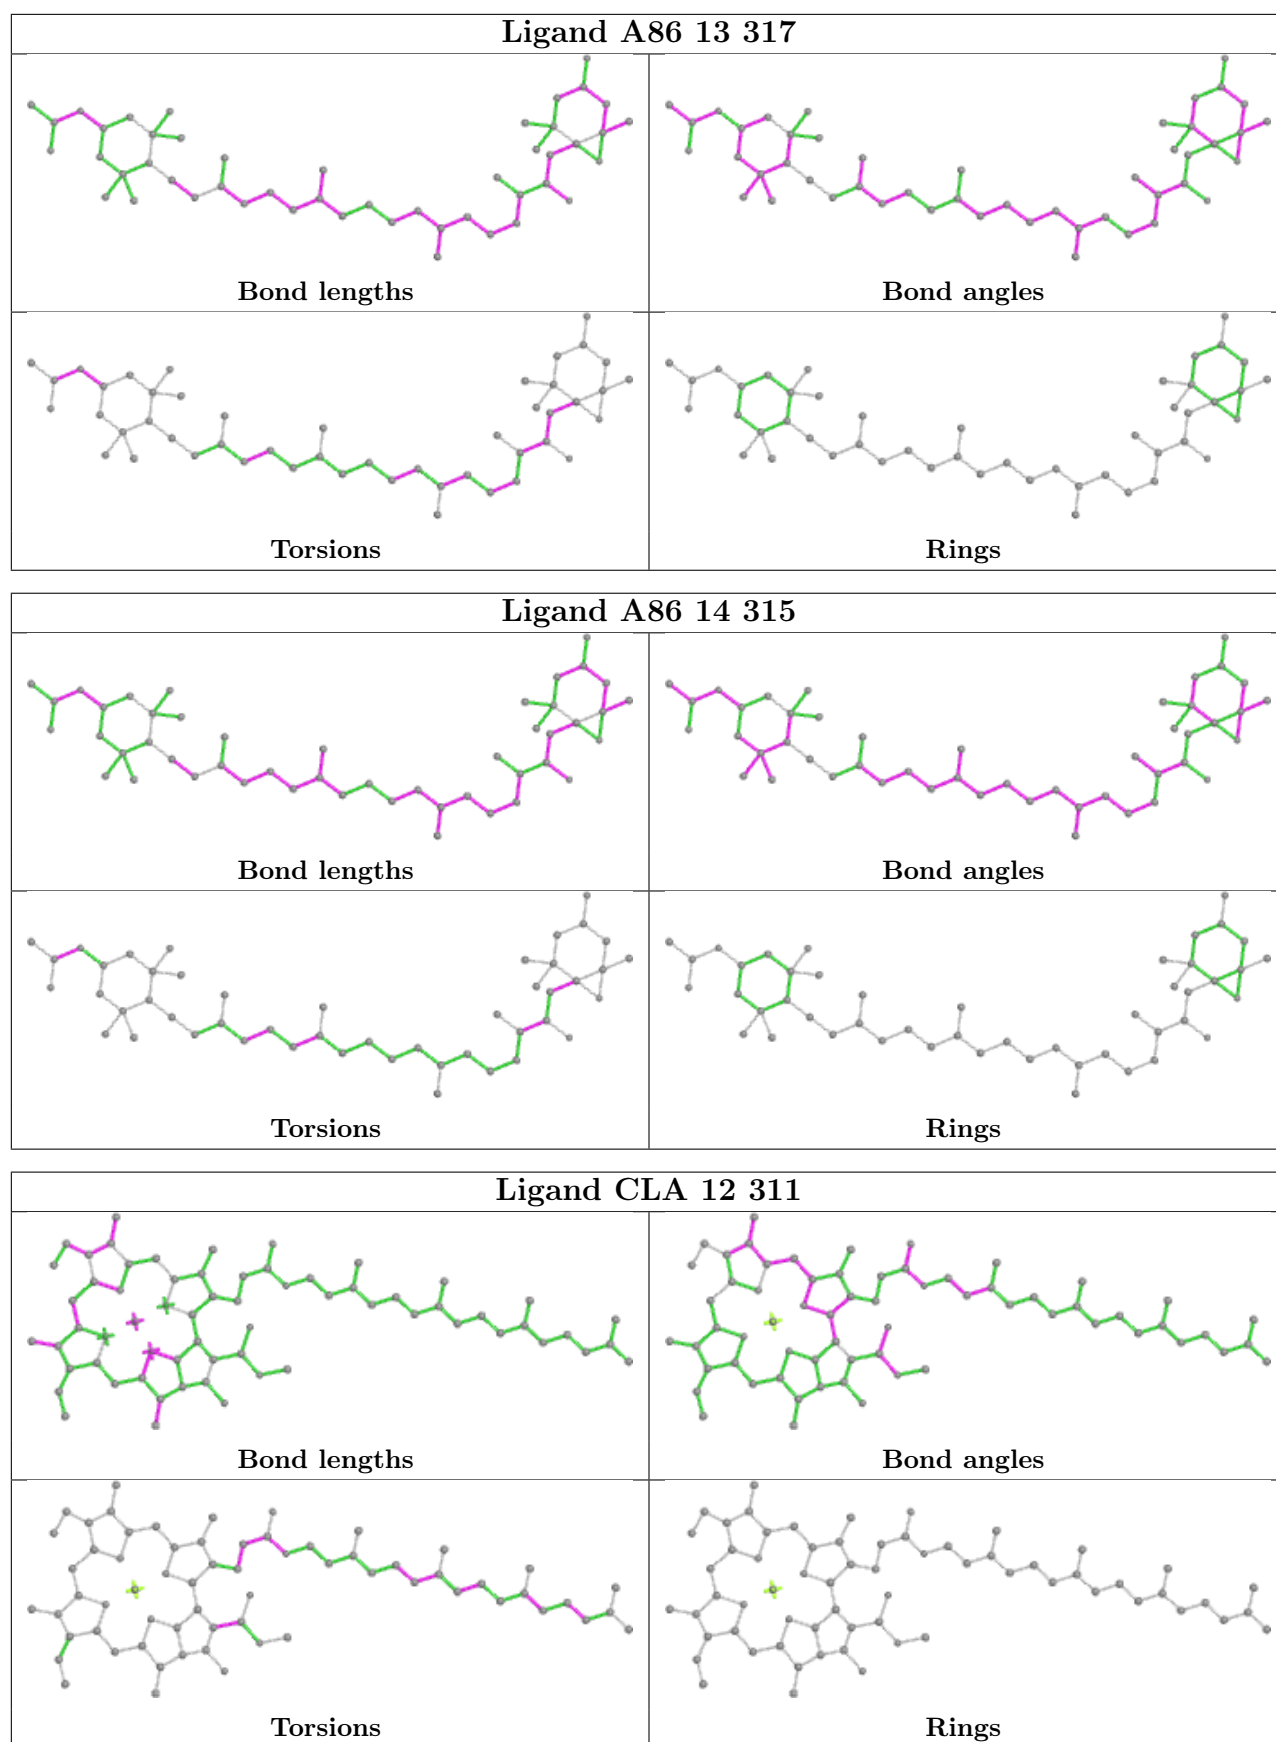 Ligand A86 13 317
Bond lengths
Bond angles
Torsions
Rings
Ligand A86 14 315
Bond lengths
Bond angles
Torsions
Rings
Ligand CLA 12 311
Bond lengths
Bond angles
Torsions
Rings